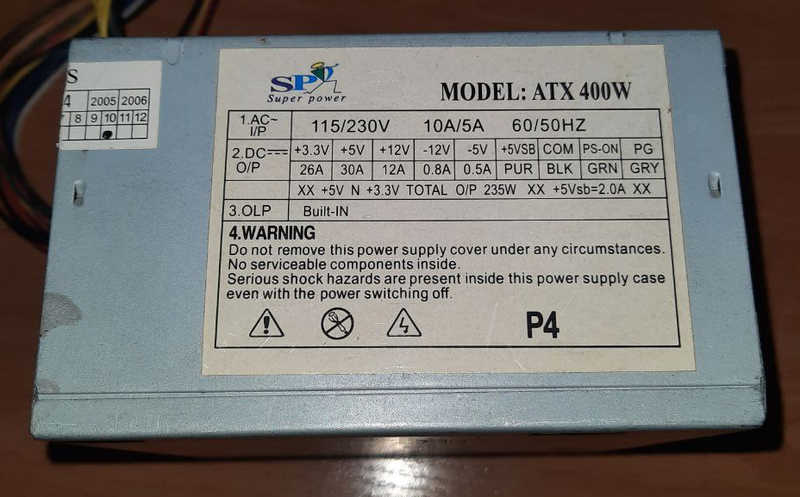 S
4 2005 2006
8 9 10 11 12
SP
Super power
MODEL: ATX 400W
1.AC~ I/P 115/230V 10A/5A 60/50HZ
2.DC O/P +3.3V +5V +12V -12V -5V +5VSB COM PS-ON PG
26A 30A 12A 0.8A 0.5A PUR BLK GRN GRY
XX +5V N +3.3V TOTAL O/P 235W XX +5Vsb=2.0A XX
3.OLP Built-IN
4.WARNING
Do not remove this power supply cover under any circumstances.
No serviceable components inside.
Serious shock hazards are present inside this power supply case
even with the power switching off.
P4